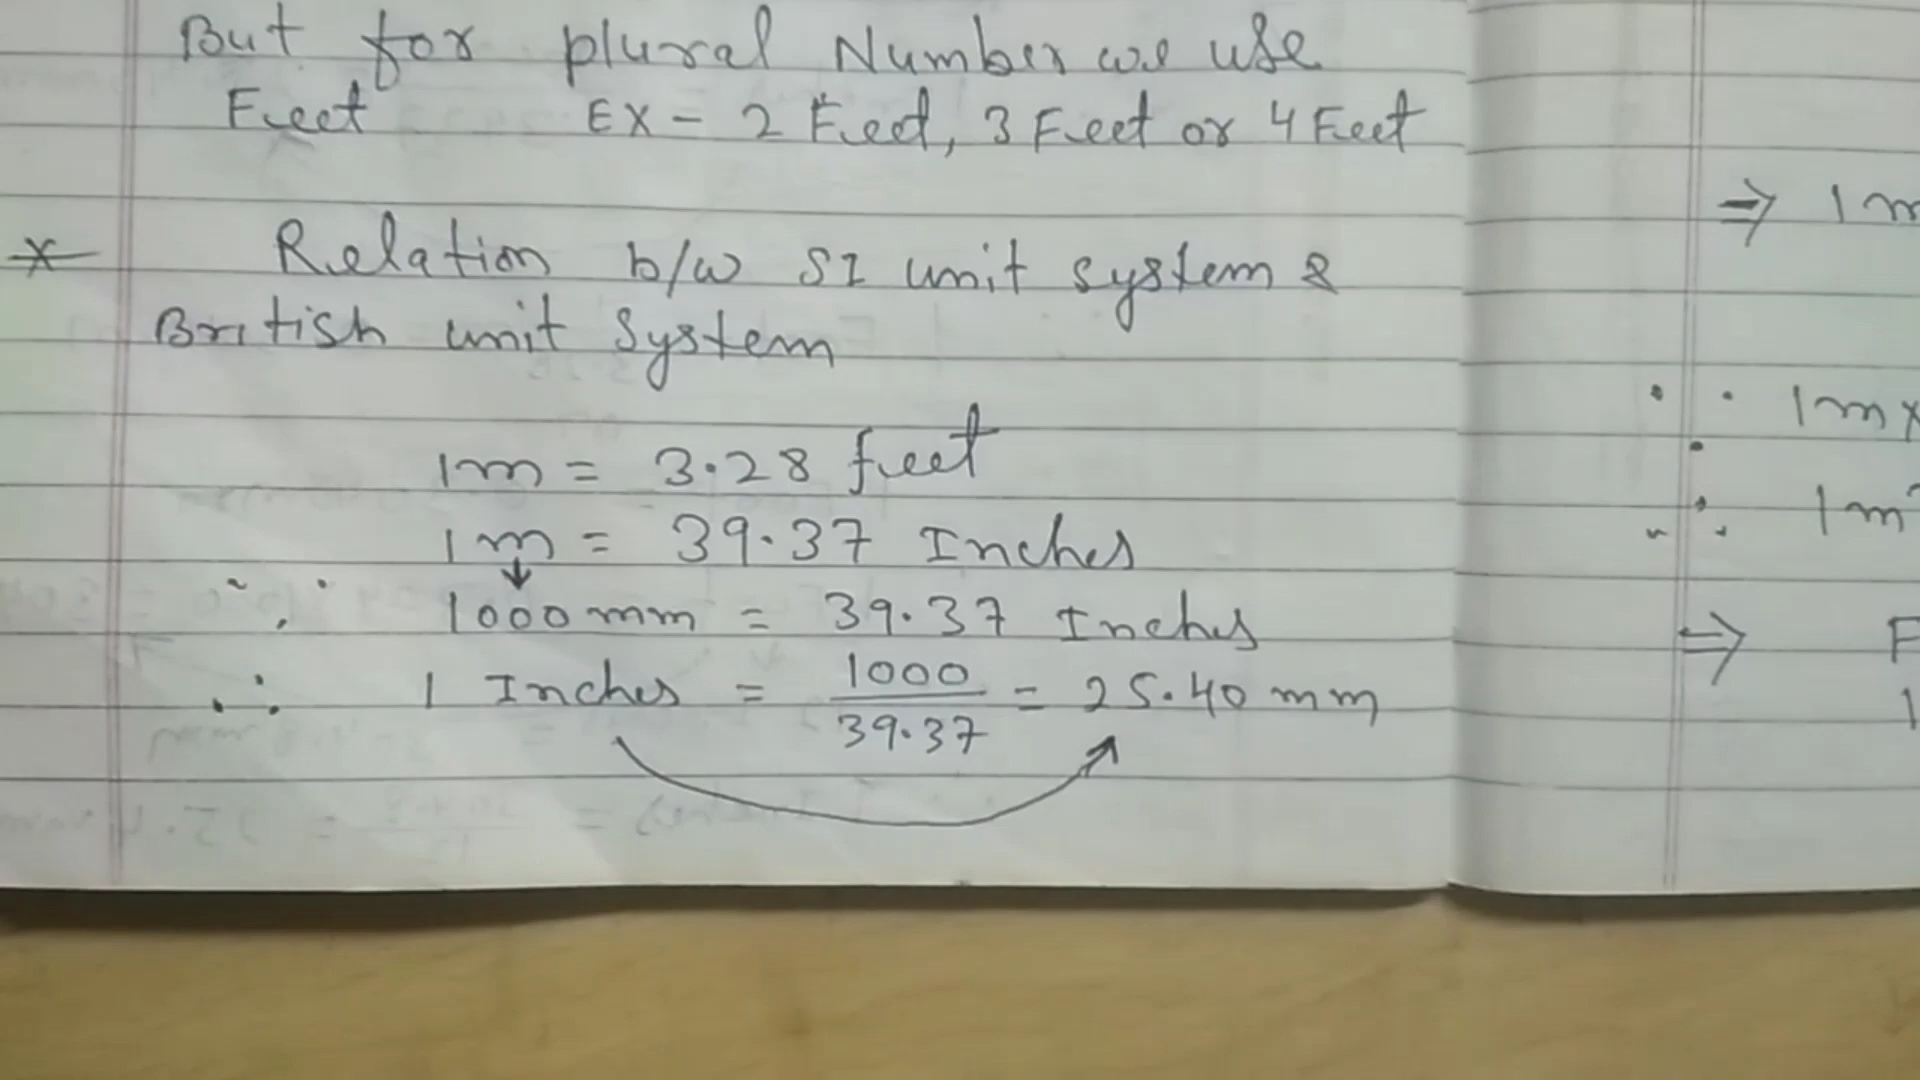 But for plural Number we use
Feet EX - 2 Feet, 3 Feet or 4 Feet
* Relation b/w SI unit system &
British unit System
1m = 3.28 feet
1m = 39.37 Inches
↓
∵ 1000 mm = 39.37 Inches
∴ 1 Inches = 1000/39.37 = 25.40 mm
⇒ 1m
1m x
1m
⇒
1